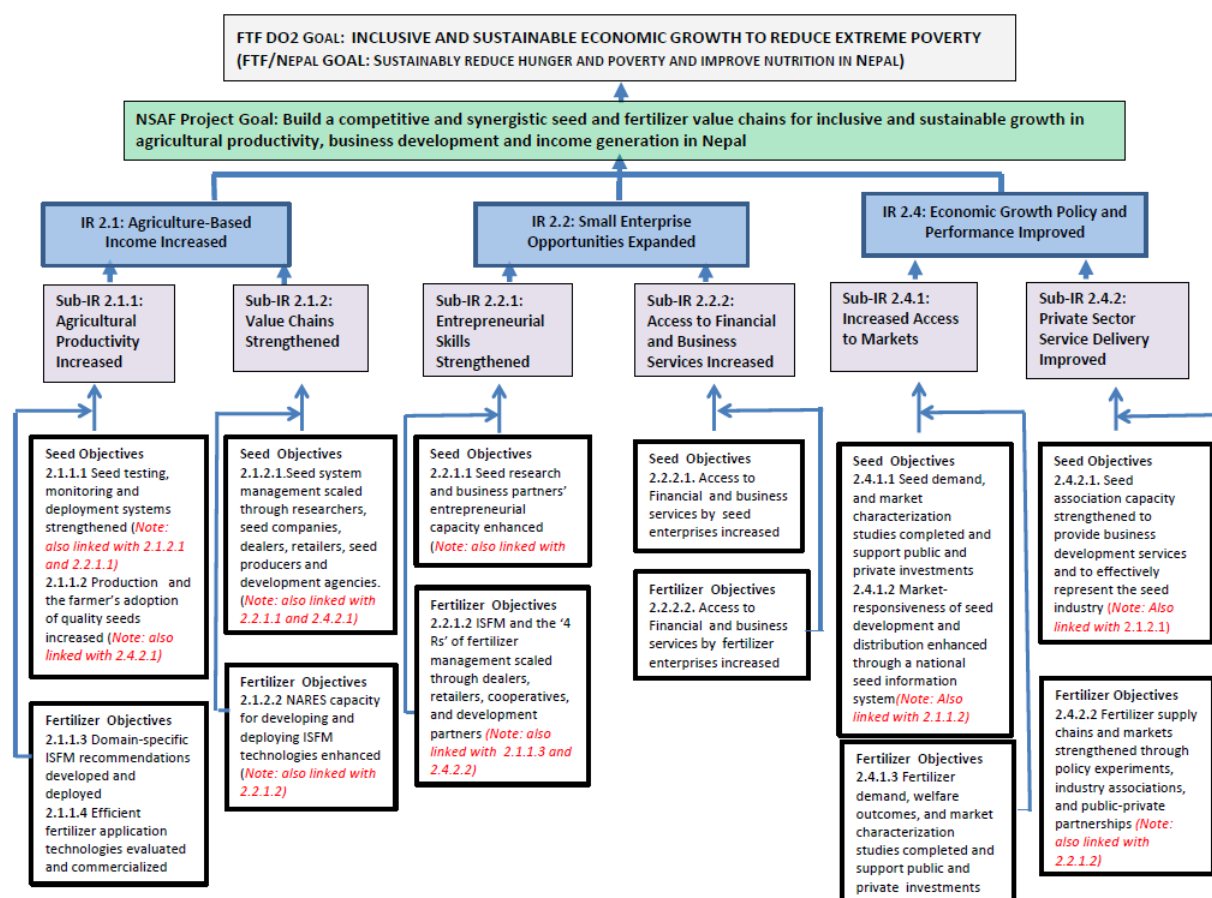 FTF DO2 GOAL: INCLUSIVE AND SUSTAINABLE ECONOMIC GROWTH TO REDUCE EXTREME POVERTY
(FTF/NEPAL GOAL: SUSTAINABLY REDUCE HUNGER AND POVERTY AND IMPROVE NUTRITION IN NEPAL)
NSAF Project Goal: Build a competitive and synergistic seed and fertilizer value chains for inclusive and sustainable growth in
agricultural productivity, business development and income generation in Nepal
IR 2.1: Agriculture-Based
Income Increased
IR 2.2: Small Enterprise
Opportunities Expanded
IR 2.4: Economic Growth Policy and
Performance Improved
Sub-IR 2.1.1:
Agricultural
Productivity
Increased
Sub-IR 2.1.2:
Value Chains
Strengthened
Sub-IR 2.2.1:
Entrepreneurial
Skills
Strengthened
Sub-IR 2.2.2:
Access to Financial
and Business
Services Increased
Sub-IR 2.4.1:
Increased Access
to Markets
Sub-IR 2.4.2:
Private Sector
Service Delivery
Improved
Seed Objectives
2.1.1.1 Seed testing,
monitoring and
deployment systems
strengthened (Note:
also linked with 2.1.2.1
and 2.2.1.1)
2.1.1.2 Production and
the farmer's adoption
of quality seeds
increased (Note: also
linked with 2.4.2.1)
Fertilizer Objectives
2.1.1.3 Domain-specific
ISFM recommendations
developed and
deployed
2.1.1.4 Efficient
fertilizer application
technologies evaluated
and commercialized
Seed Objectives
2.1.2.1.Seed system
management scaled
through researchers,
seed companies,
dealers, retailers, seed
producers and
development agencies.
(Note: also linked with
2.2.1.1 and 2.4.2.1)
Fertilizer Objectives
2.1.2.2 NARES capacity
for developing and
deploying ISFM
technologies enhanced
(Note: also linked with
2.2.1.2)
Seed Objectives
2.2.1.1 Seed research
and business partners'
entrepreneurial
capacity enhanced
(Note: also linked with
Fertilizer Objectives
2.2.1.2 ISFM and the '4
Rs' of fertilizer
management scaled
through dealers,
retailers, cooperatives,
and development
partners (Note: also
linked with 2.1.1.3 and
2.4.2.2)
Seed Objectives
2.2.2.1. Access to
Financial and business
services by seed
enterprises increased
Fertilizer Objectives
2.2.2.2. Access to
Financial and business
services by fertilizer
enterprises increased
Seed Objectives
2.4.1.1 Seed demand,
and market
characterization
studies completed and
support public and
private investments
2.4.1.2 Market-
responsiveness of seed
development and
distribution enhanced
through a national
seed information
system(Note: Also
linked with 2.1.1.2)
Fertilizer Objectives
2.4.1.3 Fertilizer
demand, welfare
outcomes, and market
characterization
studies completed and
support public and
private investments
Seed Objectives
2.4.2.1. Seed
association capacity
strengthened to
provide business
development services
and to effectively
represent the seed
industry (Note: Also
linked with 2.1.2.1)
Fertilizer Objectives
2.4.2.2 Fertilizer supply
chains and markets
strengthened through
policy experiments,
industry associations,
and public-private
partnerships (Note:
also linked with
2.2.1.2)